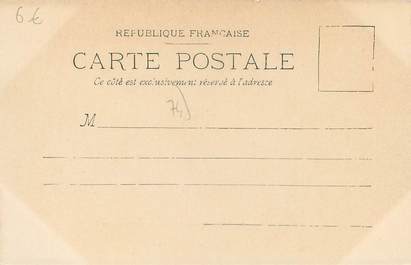 6 €
REPUBLIQUE FRANCAISE
CARTE POSTALE
Ce côté est exclusivement réservé à l'adresse
74)
M